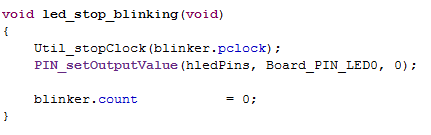 void led_stop_blinking(void)
{
    Util_stopClock(blinker.pclock);
    PIN_setOutputValue(hledPins, Board_PIN_LED0, 0);

    blinker.count           = 0;
}